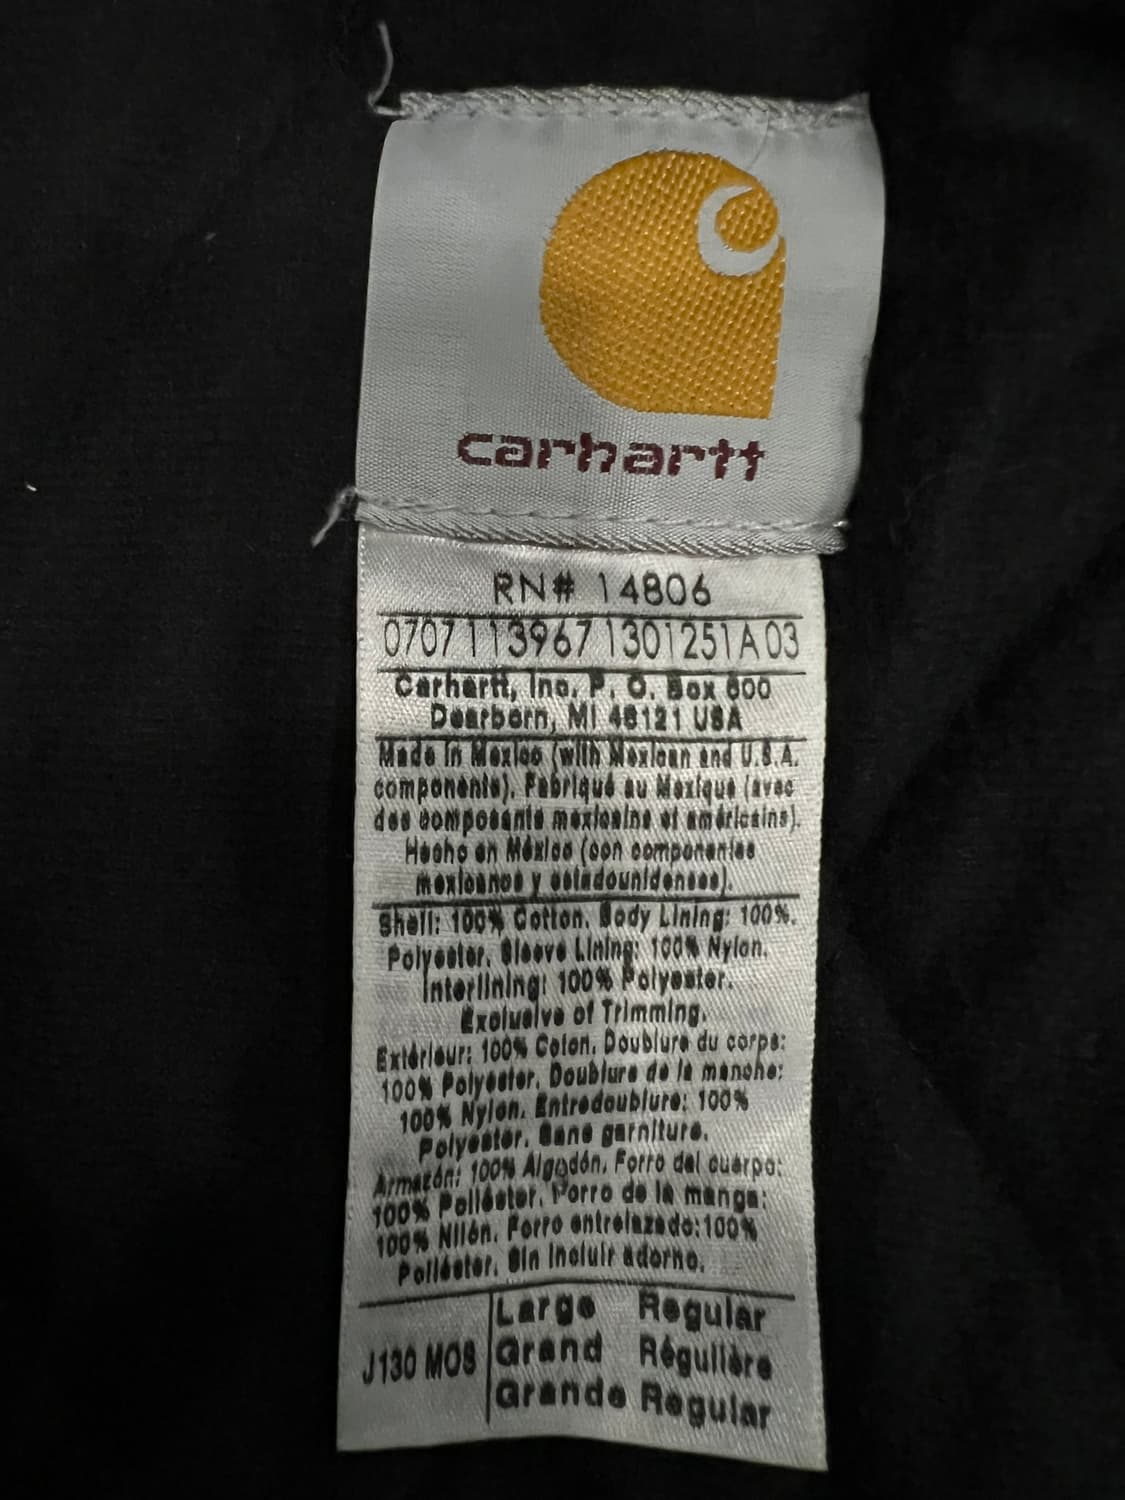 carhartt
RN# 14806
0707113967 1301251A03
Carhartt, Inc. P. O. Box 600
Dearborn, MI 48121 USA
Made in Mexico (with Mexican and U.S.A.
components). Fabriqué au Mexique (avec
des composants mexicains et américains).
Hecho en México (con componentes
mexicanos y estadounidenses).
Shell: 100% Cotton. Body Lining: 100%.
Polyester. Sleeve Lining: 100% Nylon.
Interlining: 100% Polyester.
Exclusive of Trimming.
Extérieur: 100% Coton. Doublure du corps:
100% Polyester. Doublure de la manche:
100% Nylon. Entredoublure: 100%
Polyester. Sans garniture.
Armazón: 100% Algodón. Forro del cuerpo:
100% Poliéster. Forro de la manga:
100% Nilón. Forro entrelazado:100%
Poliéster. Sin incluir adorno.
J130 MOS
Large Regular
Grand Régulière
Grande Regular